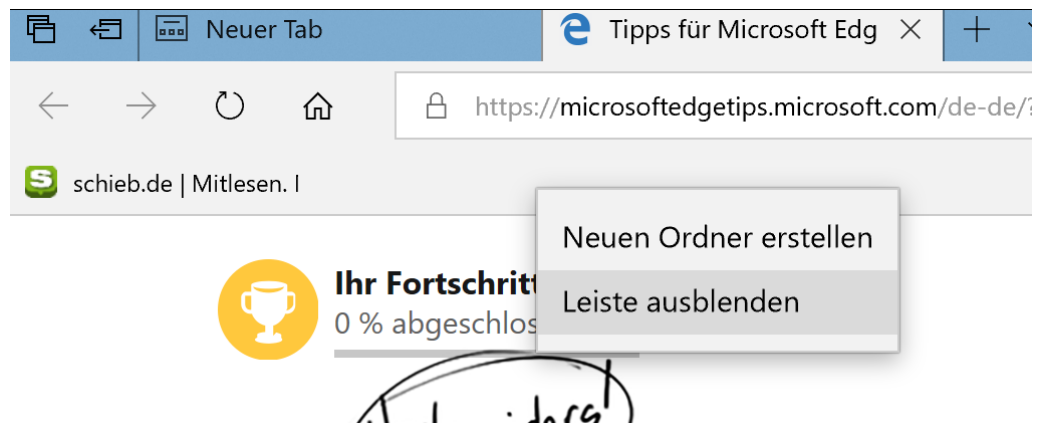 Neuer Tab
Tipps für Microsoft Edg
https://microsoftedgetips.microsoft.com/de-de/?
schieb.de | Mitlesen. I
Neuen Ordner erstellen
Leiste ausblenden
Ihr Fortschritt
0 % abgeschlos